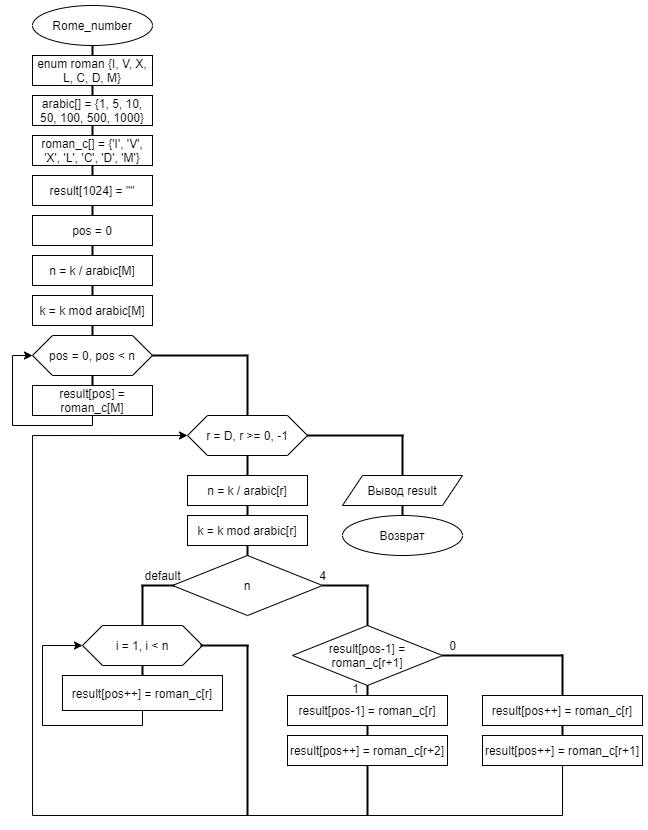 Rome_number
enum roman {I, V, X,
L, C, D, M}
arabic[] = {1, 5, 10,
50, 100, 500, 1000}
roman_c[] = {'I', 'V',
'X', 'L', 'C', 'D', 'M'}
result[1024] = ""
pos = 0
n = k / arabic[M]
k = k mod arabic[M]
pos = 0, pos < n
result[pos] =
roman_c[M]
r = D, r >= 0, -1
n = k / arabic[r]
Вывод result
k = k mod arabic[r]
Возврат
default
n
4
i = 1, i < n
result[pos++] = roman_c[r]
result[pos-1] =
roman_c[r+1]
0
1
result[pos-1] = roman_c[r]
result[pos++] = roman_c[r+2]
result[pos++] = roman_c[r]
result[pos++] = roman_c[r+1]